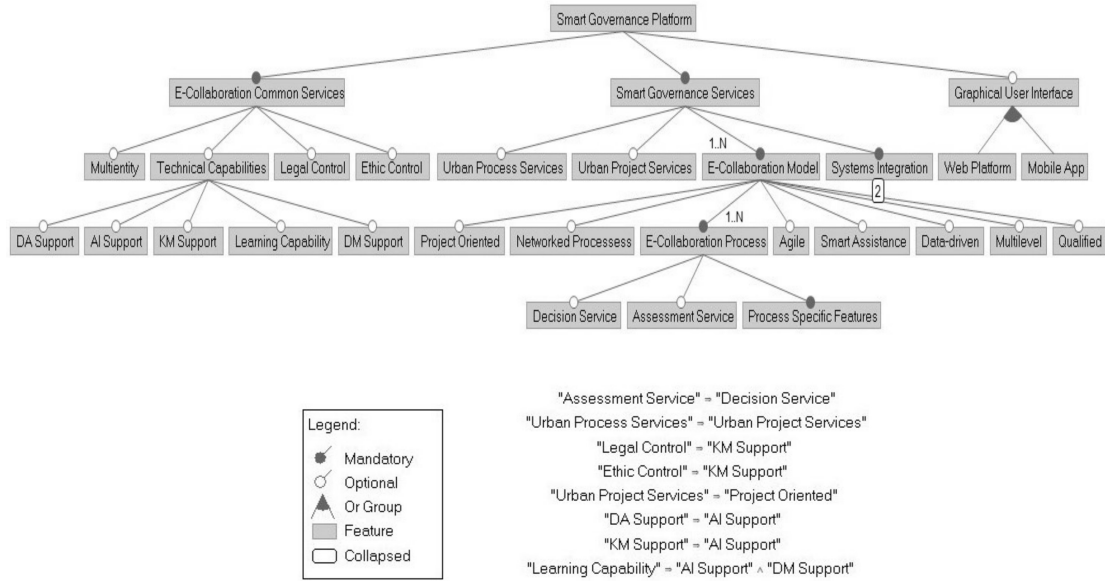 Smart Governance Platform
E-Collaboration Common Services Smart Governance Services Graphical User Interface
1..N
Multientity Technical Capabilities Legal Control Ethic Control Urban Process Services Urban Project Services E-Collaboration Model Systems Integration Web Platform Mobile App
2
1..N
DA Support AI Support KM Support Learning Capability DM Support Project Oriented Networked Processess E-Collaboration Process Agile Smart Assistance Data-driven Multilevel Qualified
Decision Service Assessment Service Process Specific Features
"Assessment Service" ⇒ "Decision Service"
"Urban Process Services" ⇒ "Urban Project Services"
"Legal Control" ⇒ "KM Support"
"Ethic Control" ⇒ "KM Support"
"Urban Project Services" ⇒ "Project Oriented"
"DA Support" ⇒ "AI Support"
"KM Support" ⇒ "AI Support"
"Learning Capability" ⇒ "AI Support" ∧ "DM Support"
Legend:
Mandatory
Optional
Or Group
Feature
Collapsed